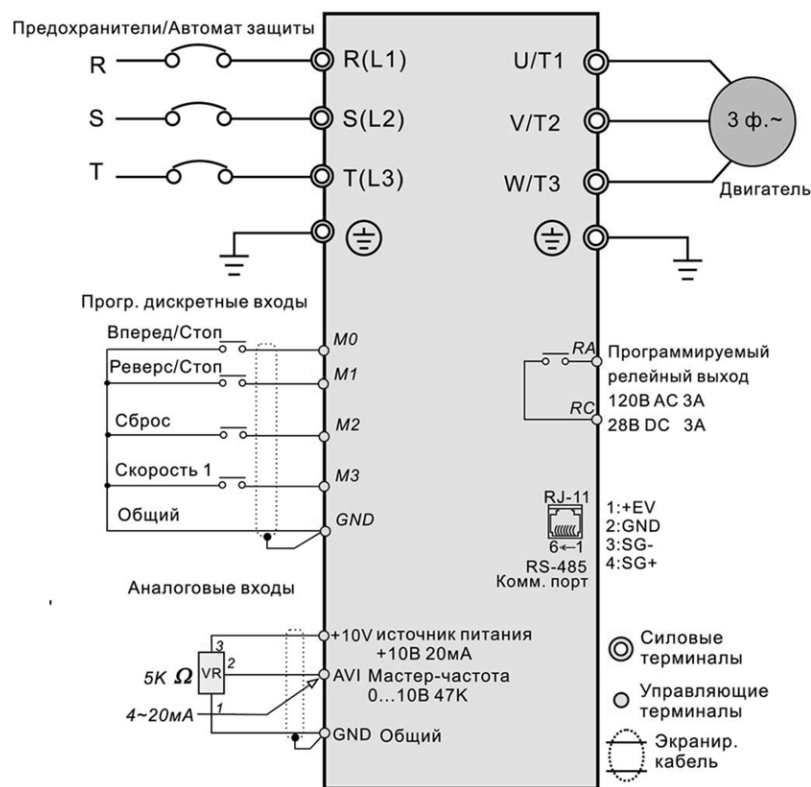 Предохранители/Автомат защиты
R
R(L1)
U/T1
S
S(L2)
V/T2
3 ф.~
T
T(L3)
W/T3
Двигатель
Прогр. дискретные входы
Вперед/Стоп
M0
Реверс/Стоп
M1
Сброс
M2
Скорость 1
M3
Общий
GND
RA
Программируемый
релейный выход
RC
120В AC 3А
28В DC 3А
RJ-11
6←1
RS-485
Комм. порт
1:+EV
2:GND
3:SG-
4:SG+
Аналоговые входы
3
+10V источник питания
+10В 20мА
5K Ω
VR
2
AVI Мастер-частота
0...10В 47K
1
4~20мА
GND Общий
Силовые
терминалы
Управляющие
терминалы
Экранир.
кабель